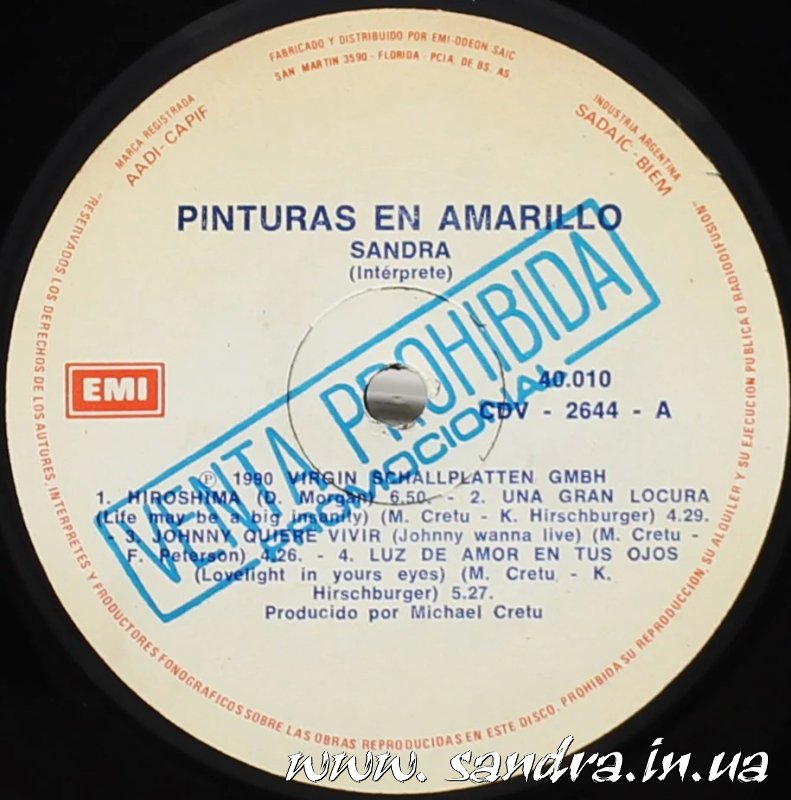 FABRICADO Y DISTRIBUIDO POR EMI-ODEON SAIC
SAN MARTIN 3590 - FLORIDA - PCIA DE BS. AS.
MARCA REGISTRADA
AADI-CAPIF
INDUSTRIA ARGENTINA
SADAIC-BIEM
PINTURAS EN AMARILLO
SANDRA
(Intérprete)
VENTA PROHIBIDA
PROMOCIONAL
EMI
40.010
CDV - 2644 - A
Ⓟ 1990 VIRGIN SCHALLPLATTEN GMBH
1. HIROSHIMA (D. Morgan) 6.50. - 2. UNA GRAN LOCURA
(Life may be a big insanity) (M. Cretu - K. Hirschburger) 4.29.
- 3. JOHNNY QUIERE VIVIR (Johnny wanna live) (M. Cretu -
F. Peterson) 4.26. - 4. LUZ DE AMOR EN TUS OJOS
(Lovelight in yours eyes) (M. Cretu - K.
Hirschburger) 5.27.
Producido por Michael Cretu
"RESERVADOS LOS DERECHOS DE LOS AUTORES, INTERPRETES Y PRODUCTORES FONOGRAFICOS SOBRE LAS OBRAS REPRODUCIDAS EN ESTE DISCO. PROHIBIDA SU REPRODUCCION, SU ALQUILER Y SU EJECUCION PUBLICA O RADIODIFUSION"
www.sandra.in.ua